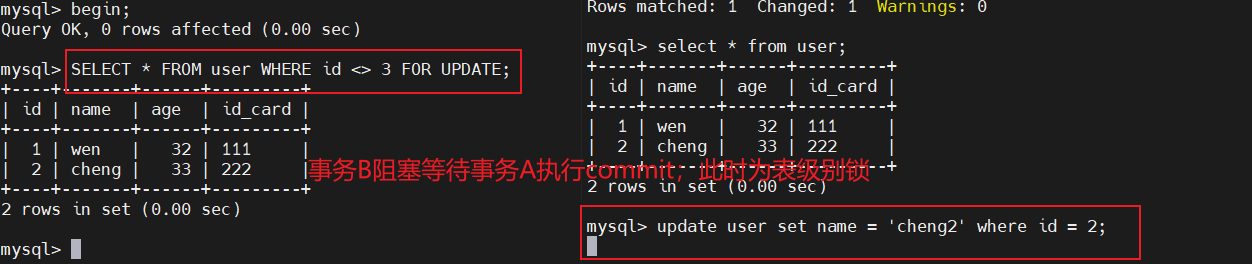 mysql> begin;
Query OK, 0 rows affected (0.00 sec)
mysql> SELECT * FROM user WHERE id <> 3 FOR UPDATE;
+----+-------+------+---------+
| id | name  | age  | id_card |
+----+-------+------+---------+
|  1 | wen   |   32 | 111     |
|  2 | cheng |   33 | 222     |
+----+-------+------+---------+
2 rows in set (0.00 sec)
mysql>
事务B阻塞等待事务A执行commit，此时为表级别锁
Rows matched: 1  Changed: 1  Warnings: 0
mysql> select * from user;
+----+-------+------+---------+
| id | name  | age  | id_card |
+----+-------+------+---------+
|  1 | wen   |   32 | 111     |
|  2 | cheng |   33 | 222     |
+----+-------+------+---------+
2 rows in set (0.00 sec)
mysql> update user set name = 'cheng2' where id = 2;